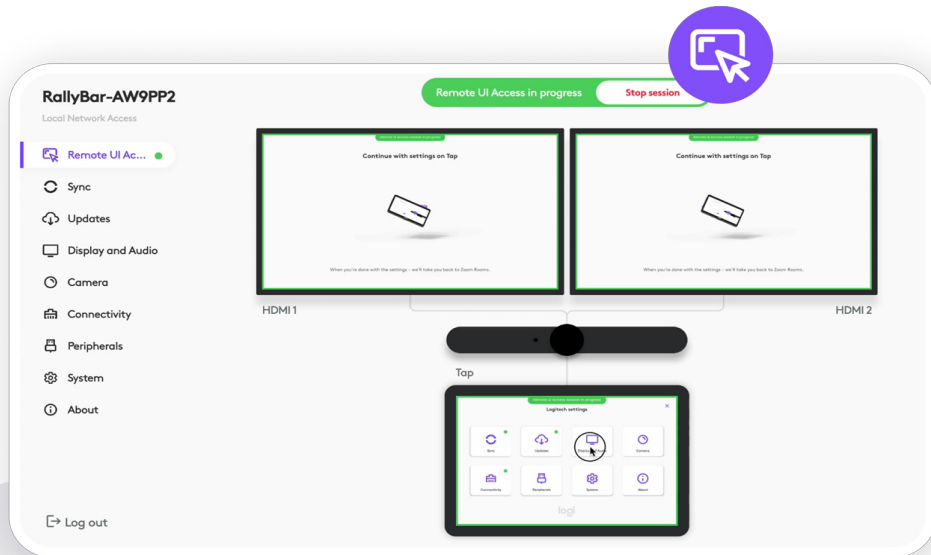 RallyBar-AW9PP2
Local Network Access
Remote UI Access in progress
Stop session
Remote UI Ac...
Sync
Updates
Display and Audio
Camera
Connectivity
Peripherals
System
About
Log out
Continue with settings on Tap
When you're done with the settings - we'll take you back to Zoom Rooms.
Continue with settings on Tap
When you're done with the settings - we'll take you back to Zoom Rooms.
HDMI 1
HDMI 2
Tap
Logitech settings
Sync
Updates
Camera
Connectivity
Peripherals
System
About
logi